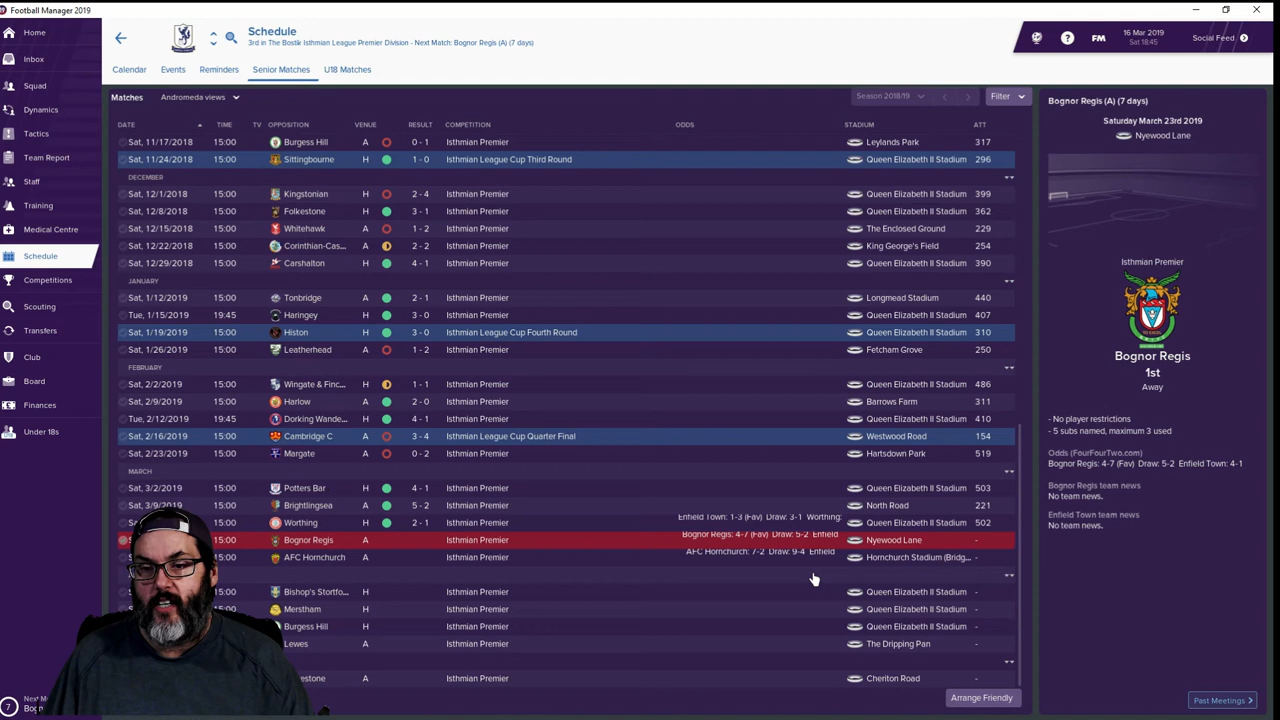 Football Manager 2019
Home
Inbox
Squad
Dynamics
Tactics
Team Report
Staff
Training
Medical Centre
Schedule
Competitions
Scouting
Transfers
Club
Board
Finances
Under 18s
Schedule
3rd in The Bostik Isthmian League Premier Division - Next Match: Bognor Regis (A) (7 days)
16 Mar 2019
Sat 18:45
FM
Social Feed
Calendar Events Reminders Senior Matches U18 Matches
Matches Andromeda views Season 2018/19 Filter
DATE TIME TV OPPOSITION VENUE RESULT COMPETITION ODDS STADIUM ATT
Sat, 11/17/2018 15:00 Burgess Hill A 0 - 1 Isthmian Premier Leylands Park 317
Sat, 11/24/2018 15:00 Sittingbourne H 1 - 0 Isthmian League Cup Third Round Queen Elizabeth II Stadium 296
DECEMBER
Sat, 12/1/2018 15:00 Kingstonian H 2 - 4 Isthmian Premier Queen Elizabeth II Stadium 399
Sat, 12/8/2018 15:00 Folkestone H 3 - 1 Isthmian Premier Queen Elizabeth II Stadium 362
Sat, 12/15/2018 15:00 Whitehawk A 1 - 2 Isthmian Premier The Enclosed Ground 229
Sat, 12/22/2018 15:00 Corinthian-Cas... A 2 - 2 Isthmian Premier King George's Field 254
Sat, 12/29/2018 15:00 Carshalton H 4 - 1 Isthmian Premier Queen Elizabeth II Stadium 390
JANUARY
Sat, 1/12/2019 15:00 Tonbridge A 2 - 1 Isthmian Premier Longmead Stadium 440
Tue, 1/15/2019 19:45 Haringey H 3 - 0 Isthmian Premier Queen Elizabeth II Stadium 407
Sat, 1/19/2019 15:00 Histon H 3 - 0 Isthmian League Cup Fourth Round Queen Elizabeth II Stadium 310
Sat, 1/26/2019 15:00 Leatherhead A 1 - 2 Isthmian Premier Fetcham Grove 250
FEBRUARY
Sat, 2/2/2019 15:00 Wingate & Finc... H 1 - 1 Isthmian Premier Queen Elizabeth II Stadium 486
Sat, 2/9/2019 15:00 Harlow A 2 - 0 Isthmian Premier Barrows Farm 311
Tue, 2/12/2019 19:45 Dorking Wande... H 4 - 1 Isthmian Premier Queen Elizabeth II Stadium 410
Sat, 2/16/2019 15:00 Cambridge C A 3 - 4 Isthmian League Cup Quarter Final Westwood Road 154
Sat, 2/23/2019 15:00 Margate A 0 - 2 Isthmian Premier Hartsdown Park 519
MARCH
Sat, 3/2/2019 15:00 Potters Bar H 4 - 1 Isthmian Premier Queen Elizabeth II Stadium 503
Sat, 3/9/2019 15:00 Brightlingsea A 5 - 2 Isthmian Premier North Road 221
15:00 Worthing H 2 - 1 Isthmian Premier Enfield Town: 1-3 (Fav) Draw: 3-1 Worthing: Queen Elizabeth II Stadium 502
15:00 Bognor Regis A Isthmian Premier Bognor Regis: 4-7 (Fav) Draw: 5-2 Enfield Nyewood Lane -
15:00 AFC Hornchurch A Isthmian Premier AFC Hornchurch: 7-2 Draw: 9-4 Enfield Hornchurch Stadium (Bridg... -
15:00 Bishop's Stortfo... H Isthmian Premier Queen Elizabeth II Stadium -
15:00 Merstham H Isthmian Premier Queen Elizabeth II Stadium -
15:00 Burgess Hill H Isthmian Premier Queen Elizabeth II Stadium -
Lewes A Isthmian Premier The Dripping Pan -
estone A Isthmian Premier Cheriton Road -
Arrange Friendly
7
Next M
Bogn
Bognor Regis (A) (7 days)
Saturday March 23rd 2019
Nyewood Lane
Isthmian Premier
Bognor Regis
1st
Away
- No player restrictions
- 5 subs named, maximum 3 used
Odds (FourFourTwo.com)
Bognor Regis: 4-7 (Fav) Draw: 5-2 Enfield Town: 4-1
Bognor Regis team news
No team news.
Enfield Town team news
No team news.
Past Meetings